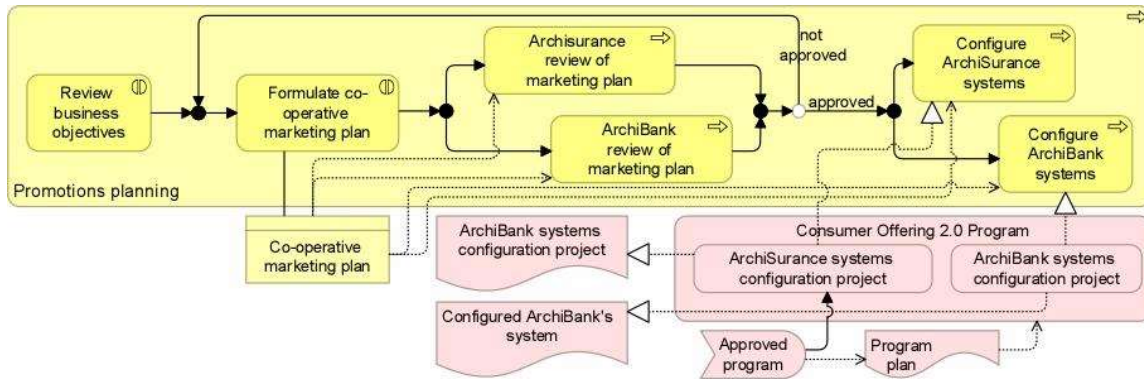 Review
business
objectives
Formulate co-
operative
marketing plan
Archisurance
review of
marketing plan
ArchiBank
review of
marketing plan
not
approved
approved
Configure
ArchiSurance
systems
Configure
ArchiBank
systems
Promotions planning
Co-operative
marketing plan
ArchiBank systems
configuration project
Configured ArchiBank's
system
Consumer Offering 2.0 Program
ArchiSurance systems
configuration project
ArchiBank systems
configuration project
Approved
program
Program
plan